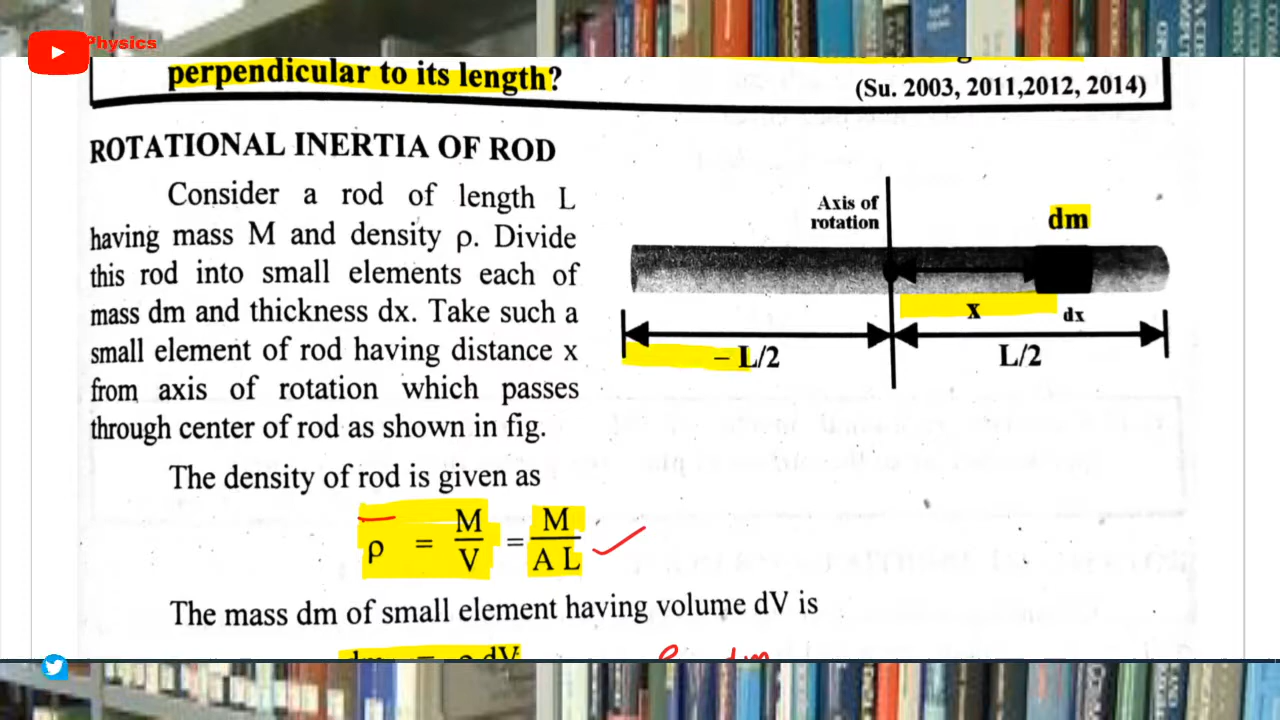 Physics
perpendicular to its length?
(Su. 2003, 2011,2012, 2014)
ROTATIONAL INERTIA OF ROD
Consider a rod of length L
having mass M and density ρ. Divide
this rod into small elements each of
mass dm and thickness dx. Take such a
small element of rod having distance x
from axis of rotation which passes
through center of rod as shown in fig.
Axis of
rotation
dm
x
dx
– L/2
L/2
The density of rod is given as
ρ = M/V = M/A L
The mass dm of small element having volume dV is